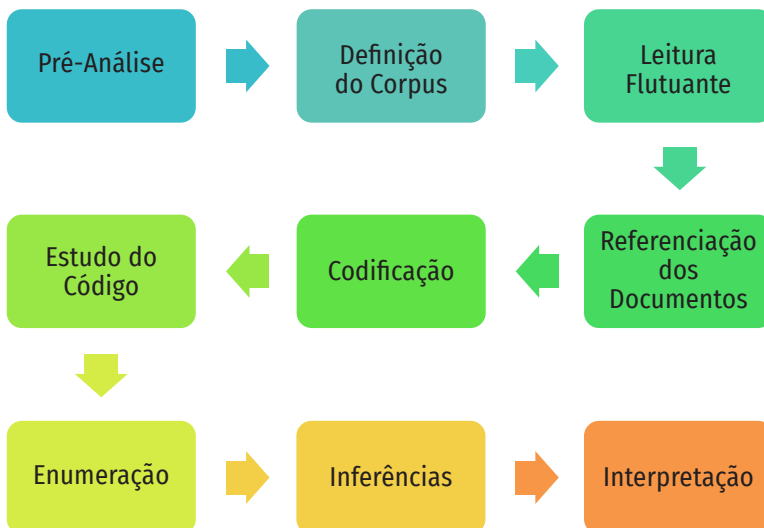 Pré-Análise
Definição
do Corpus
Leitura
Flutuante
Referenciação
dos
Documentos
Codificação
Estudo do
Código
Enumeração
Inferências
Interpretação